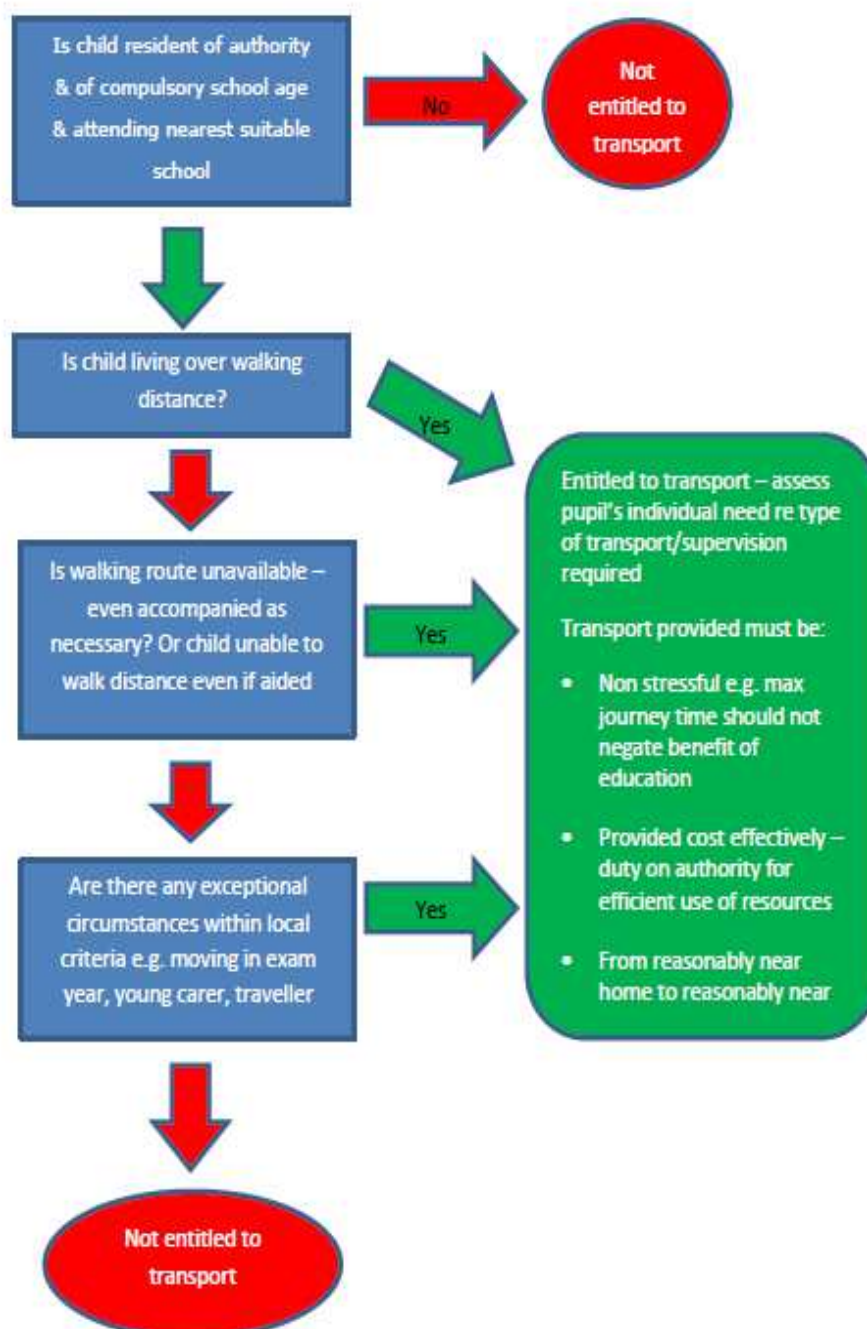 Is child resident of authority
& of compulsory school age
& attending nearest suitable
school
No
Not
entitled to
transport
Is child living over walking
distance?
Yes
Is walking route unavailable –
even accompanied as
necessary? Or child unable to
walk distance even if aided
Yes
Are there any exceptional
circumstances within local
criteria e.g. moving in exam
year, young carer, traveller
Yes
Entitled to transport – assess
pupil's individual need re type
of transport/supervision
required
Transport provided must be:
• Non stressful e.g. max
journey time should not
negate benefit of
education
• Provided cost effectively –
duty on authority for
efficient use of resources
• From reasonably near
home to reasonably near
Not entitled to
transport